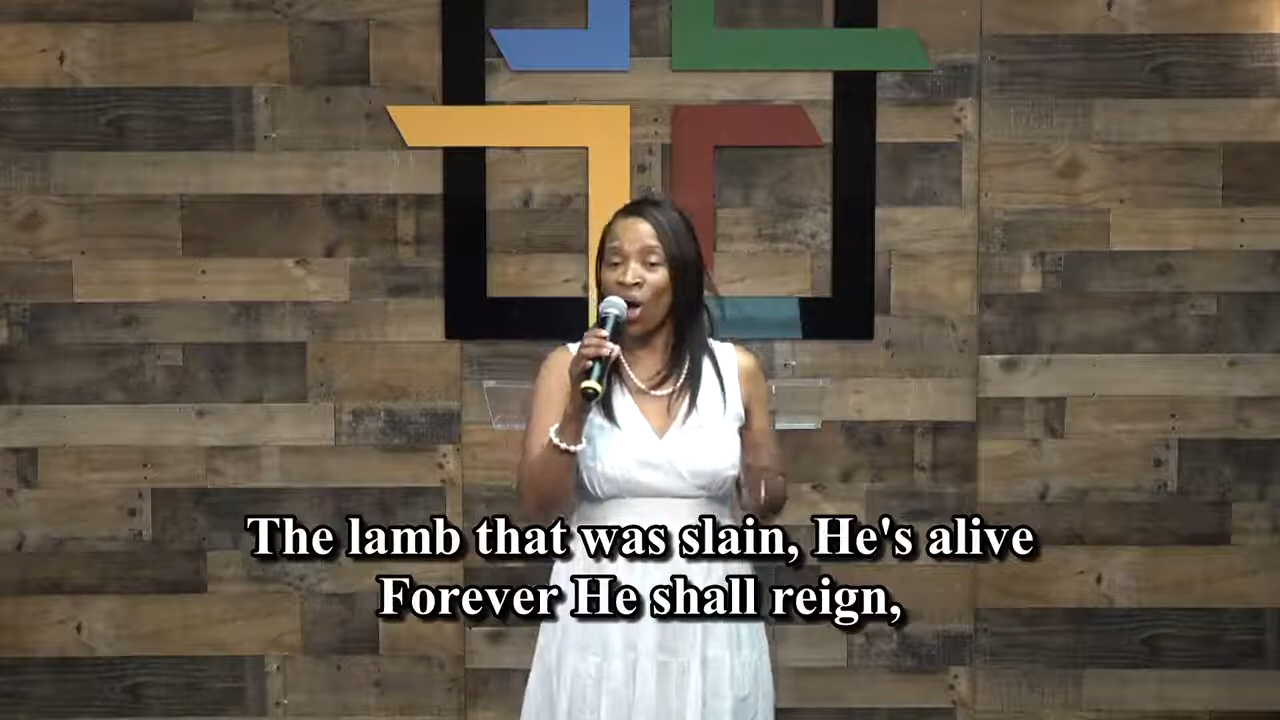 The lamb that was slain, He's alive
Forever He shall reign,